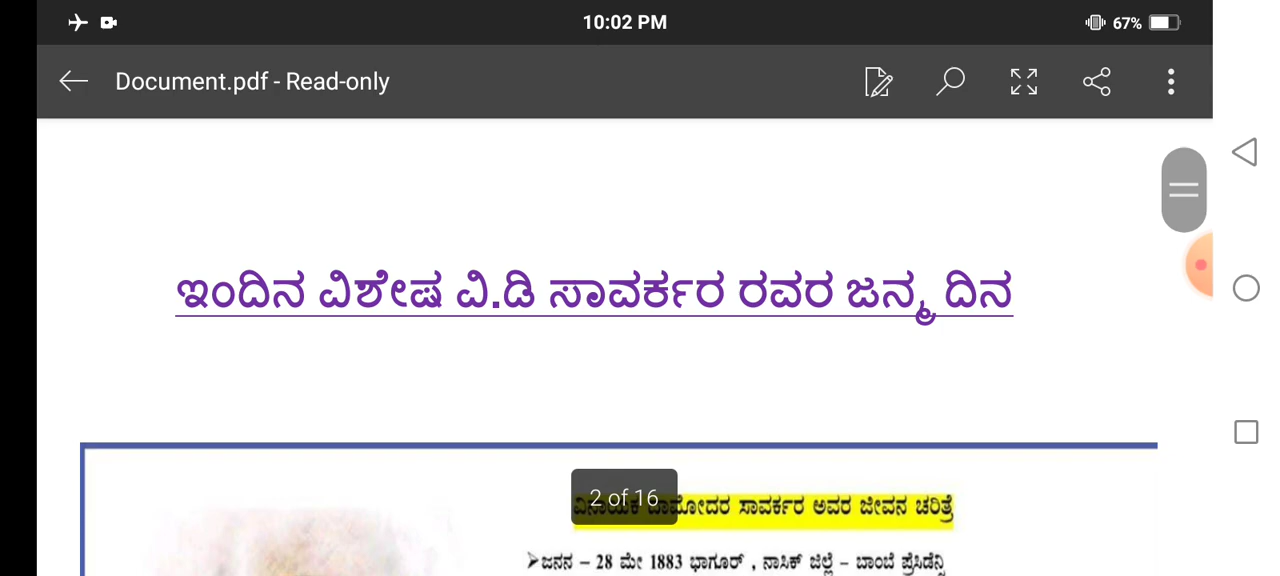 10:02 PM
67%
Document.pdf - Read-only
ಇಂದಿನ ವಿಶೇಷ ವಿ.ಡಿ ಸಾವರ್ಕರ ರವರ ಜನ್ಮ ದಿನ
2 of 16
ಸಾವರ್ಕರ ಅವರ ಜೀವನ ಚರಿತ್ರೆ
➢ಜನನ – 28 ಮೇ 1883 ಭಾಗೂರ್ , ನಾಸಿಕ್ ಜಿಲ್ಲೆ – ಬಾಂಬೆ ಪ್ರೆಸಿಡೆನ್ಸಿ